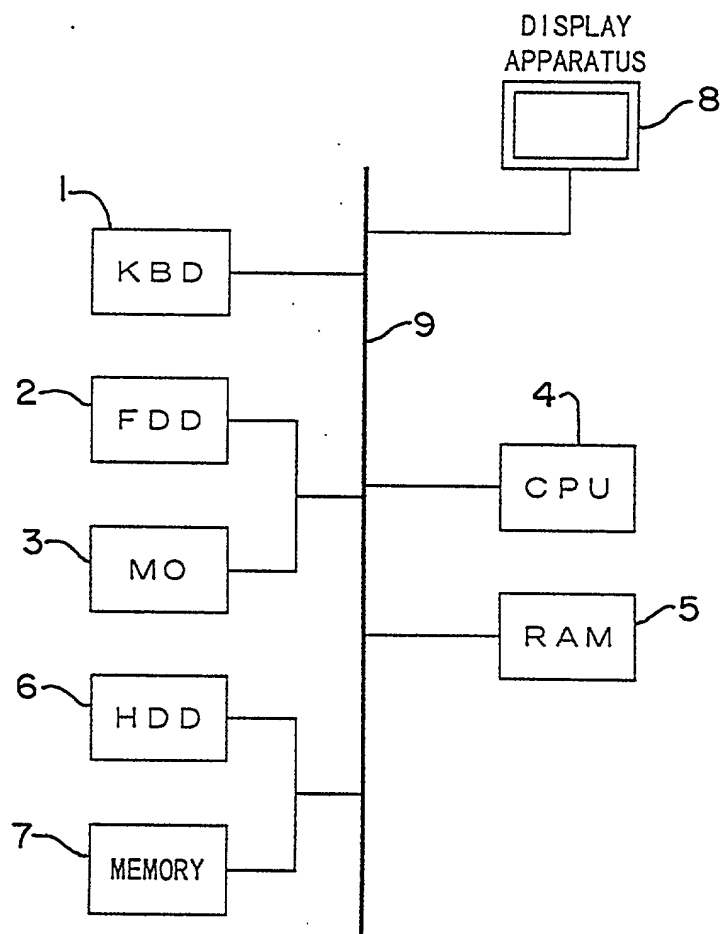 DISPLAY
APPARATUS
8
1
KBD
9
2
FDD
4
CPU
3
MO
5
RAM
6
HDD
7
MEMORY